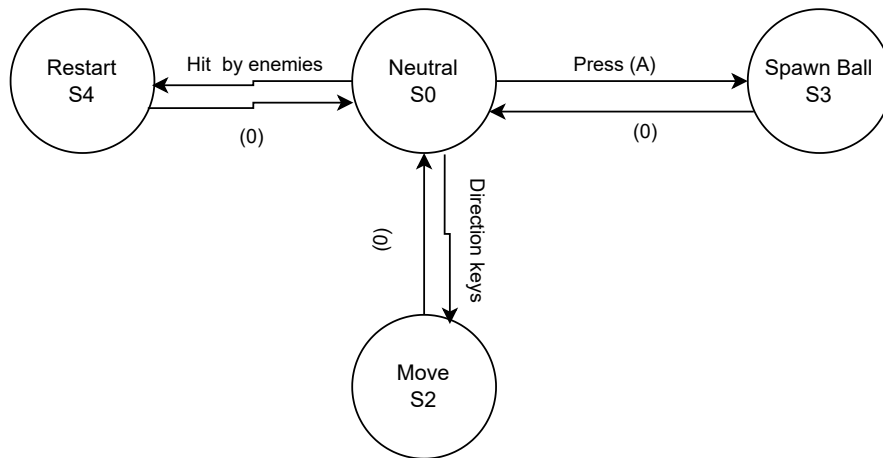 Restart
S4
Hit by enemies
(0)
Neutral
S0
Press (A)
(0)
Spawn Ball
S3
(0)
Direction keys
Move
S2